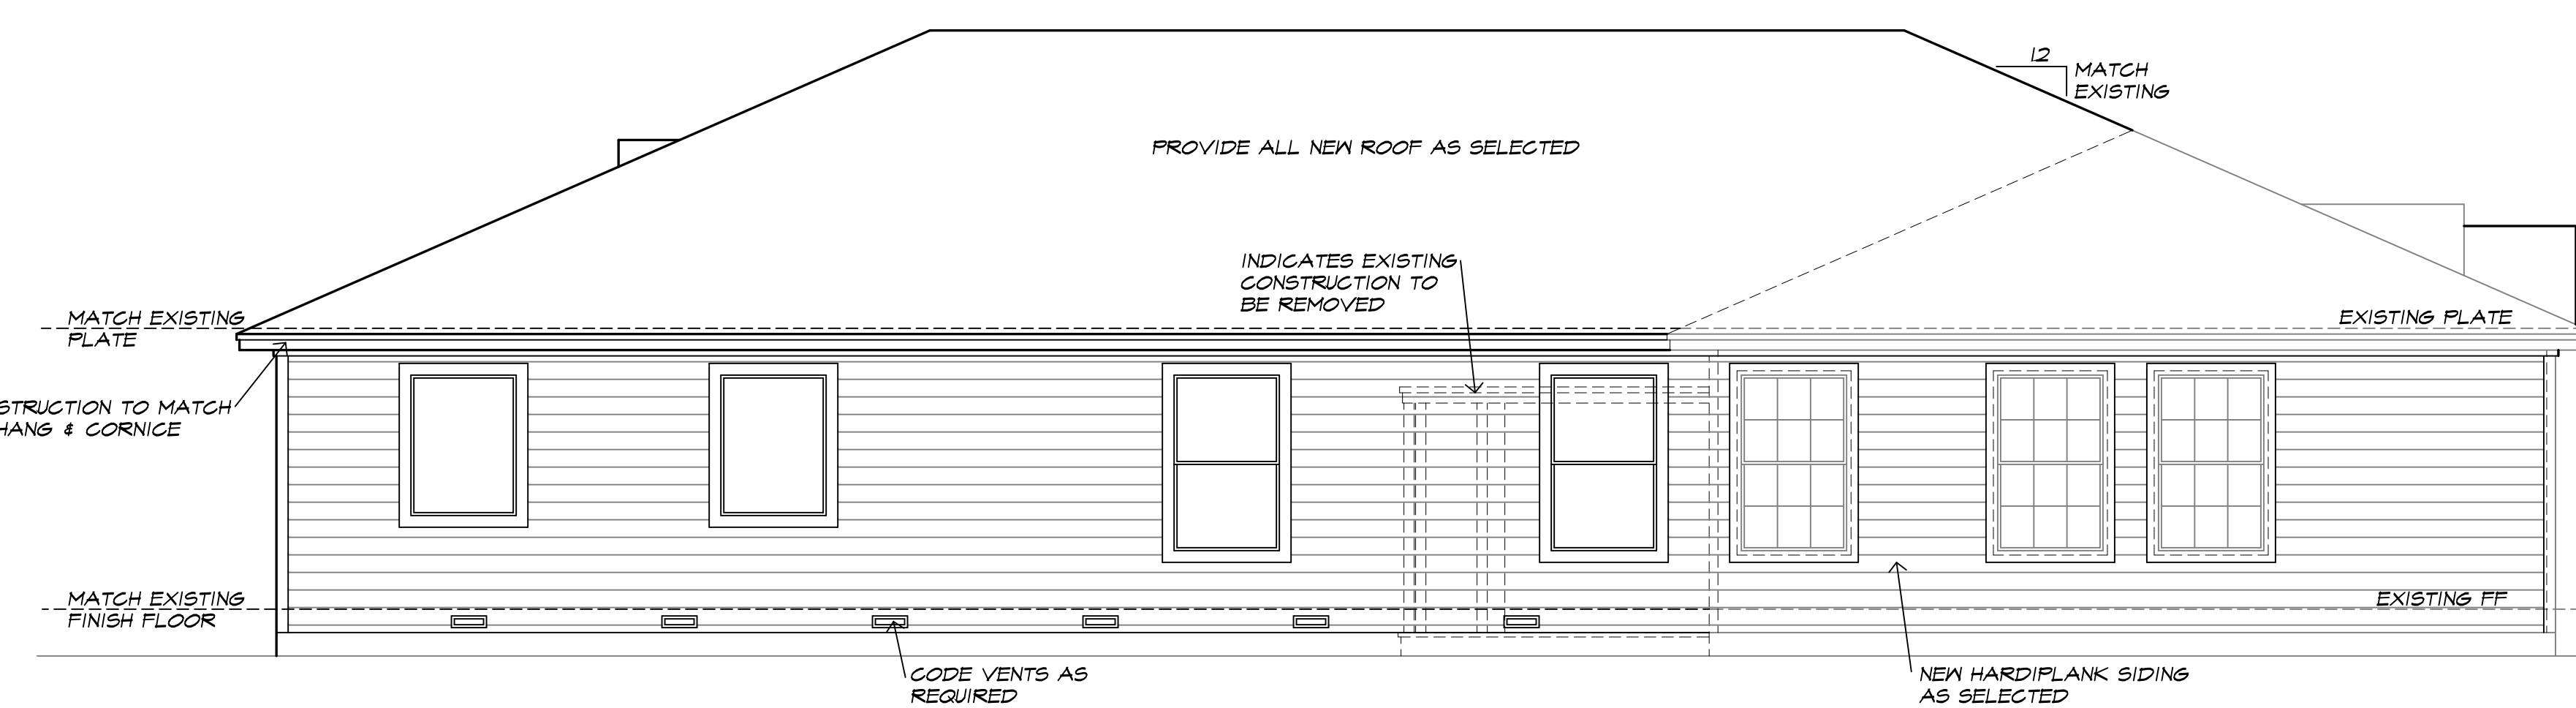 12
MATCH
EXISTING
PROVIDE ALL NEW ROOF AS SELECTED
INDICATES EXISTING
CONSTRUCTION TO
BE REMOVED
MATCH EXISTING
PLATE
EXISTING PLATE
TO MATCH
& CORNICE
MATCH EXISTING
FINISH FLOOR
EXISTING FF
CODE VENTS AS
REQUIRED
NEW HARDIPLANK SIDING
AS SELECTED